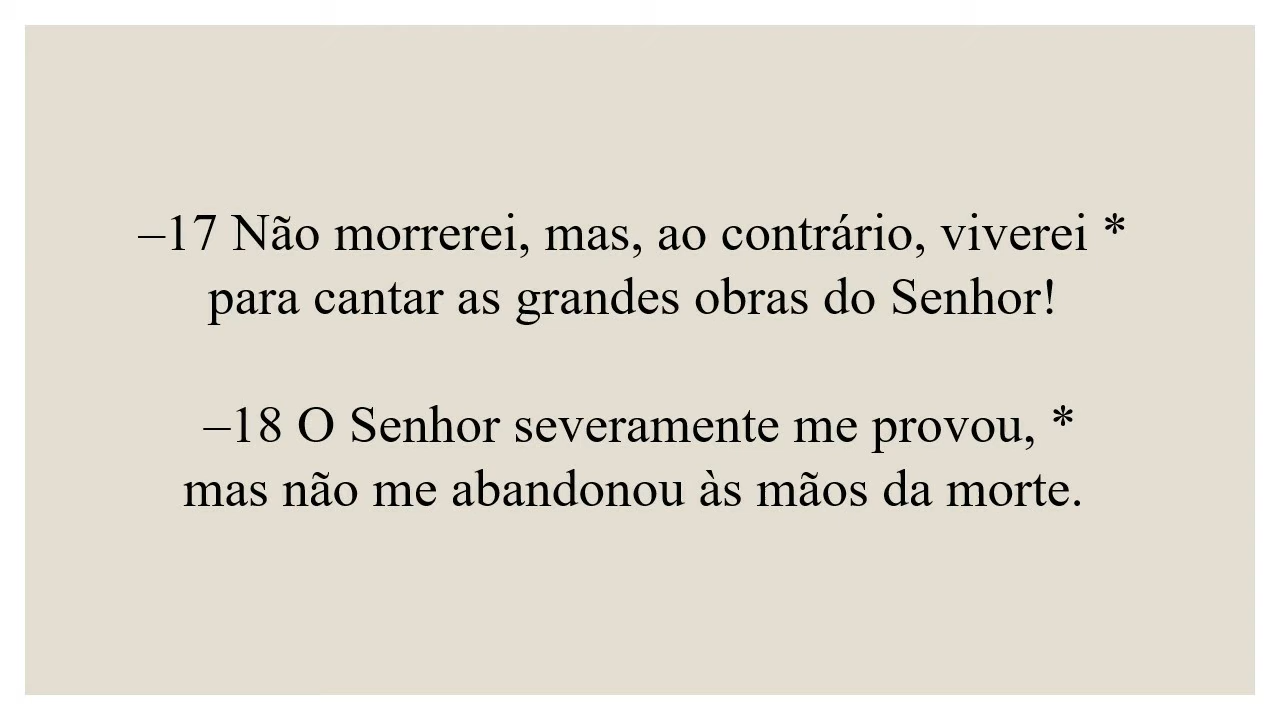 –17 Não morrerei, mas, ao contrário, viverei *
para cantar as grandes obras do Senhor!
–18 O Senhor severamente me provou, *
mas não me abandonou às mãos da morte.